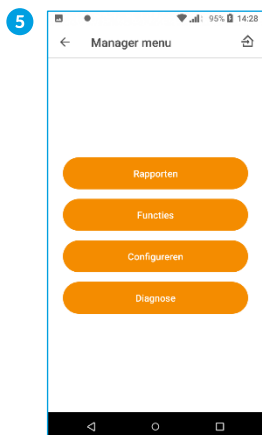 5
95% 14:28
Manager menu
Rapporten
Functies
Configureren
Diagnose